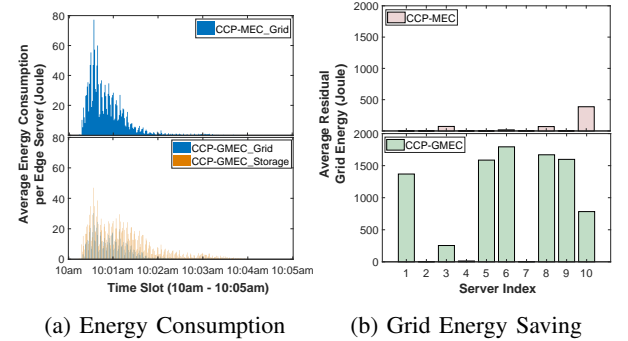 Average Energy Consumption
per Edge Server (Joule)
80
60
40
20
CCP-MEC_Grid
80
60
40
20
0
CCP-GMEC_Grid
CCP-GMEC_Storage
10am 10:01am 10:02am 10:03am 10:04am 10:05am
Time Slot (10am - 10:05am)
(a) Energy Consumption
Average Residual
Grid Energy (Joule)
2000
1500
1000
500
CCP-MEC
2000
1500
1000
500
0
CCP-GMEC
1 2 3 4 5 6 7 8 9 10
Server Index
(b) Grid Energy Saving